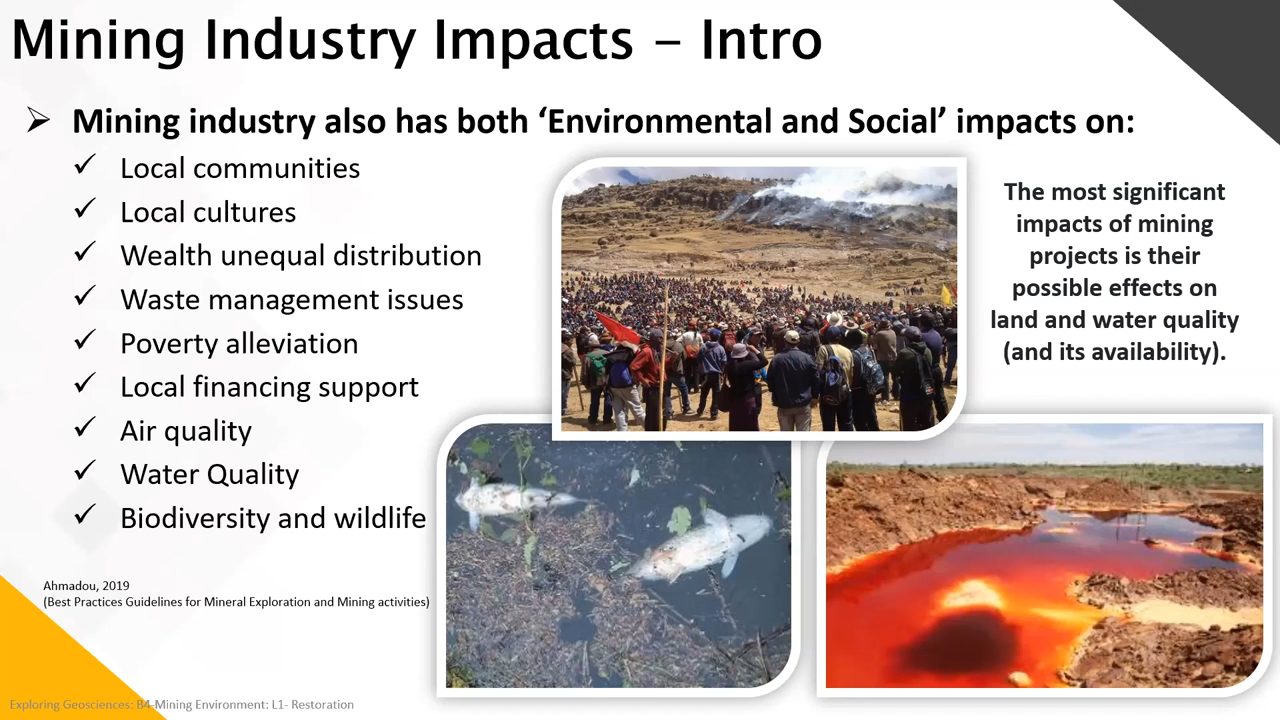 Mining Industry Impacts – Intro
➢ Mining industry also has both ‘Environmental and Social’ impacts on:
✓ Local communities
✓ Local cultures
✓ Wealth unequal distribution
✓ Waste management issues
✓ Poverty alleviation
✓ Local financing support
✓ Air quality
✓ Water Quality
✓ Biodiversity and wildlife
The most significant
impacts of mining
projects is their
possible effects on
land and water quality
(and its availability).
Ahmadou, 2019
(Best Practices Guidelines for Mineral Exploration and Mining activities)
Exploring Geosciences: B4-Mining Environment: L1- Restoration